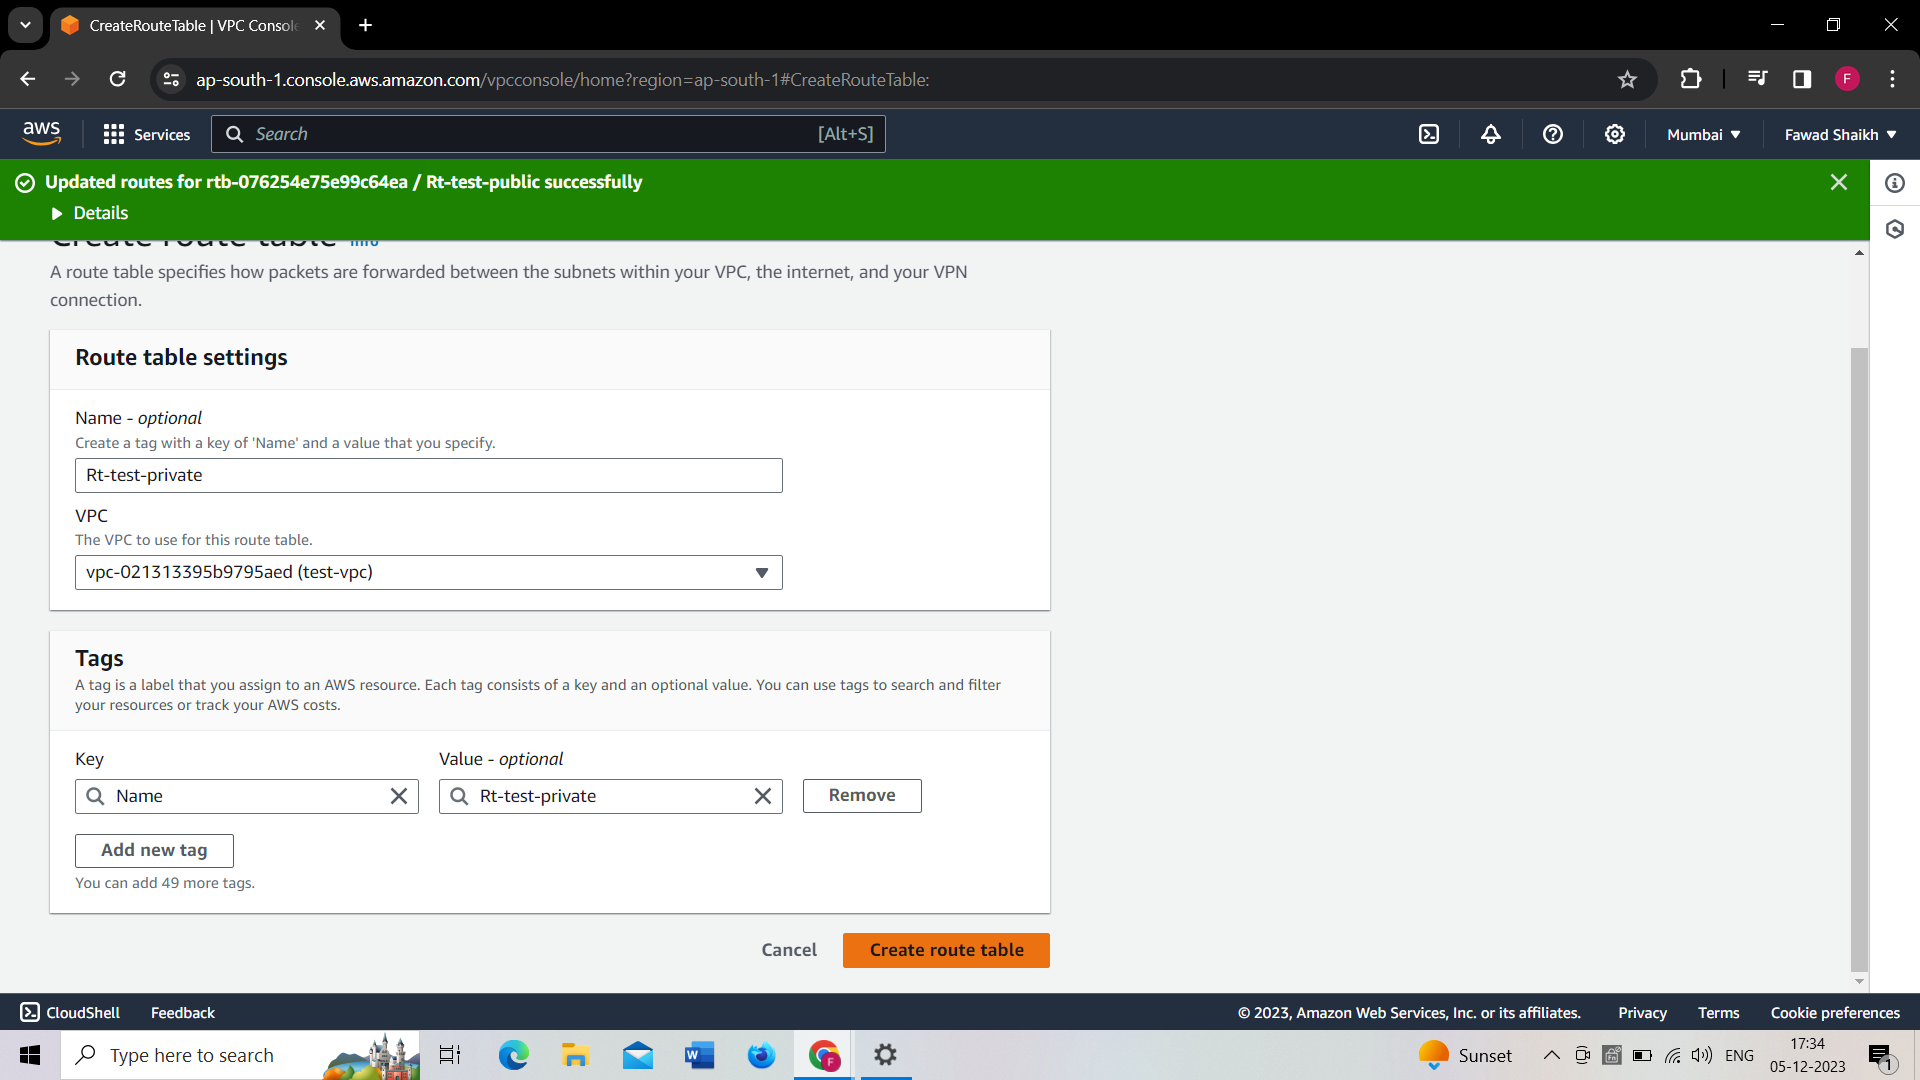 CreateRouteTable | VPC Console
ap-south-1.console.aws.amazon.com/vpcconsole/home?region=ap-south-1#CreateRouteTable:
F
aws
Services
Search
[Alt+S]
Mumbai
Fawad Shaikh
Updated routes for rtb-076254e75e99c64ea / Rt-test-public successfully
Details
Create route table Info
A route table specifies how packets are forwarded between the subnets within your VPC, the internet, and your VPN
connection.
Route table settings
Name - optional
Create a tag with a key of 'Name' and a value that you specify.
Rt-test-private
VPC
The VPC to use for this route table.
vpc-021313395b9795aed (test-vpc)
Tags
A tag is a label that you assign to an AWS resource. Each tag consists of a key and an optional value. You can use tags to search and filter
your resources or track your AWS costs.
Key
Value - optional
Name
Rt-test-private
Remove
Add new tag
You can add 49 more tags.
Cancel
Create route table
CloudShell
Feedback
© 2023, Amazon Web Services, Inc. or its affiliates.
Privacy
Terms
Cookie preferences
Type here to search
W
F
Sunset
ENG
17:34
05-12-2023
1